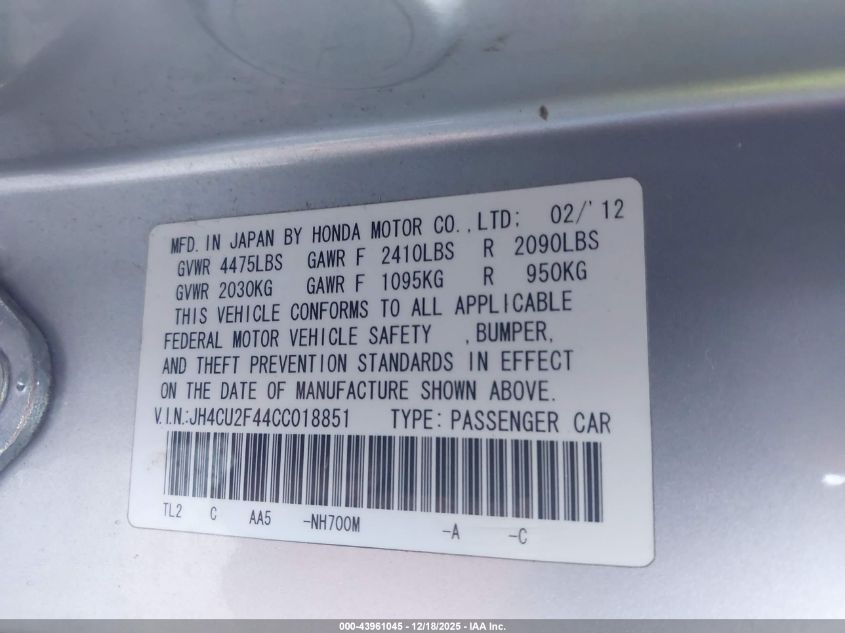 MFD. IN JAPAN BY HONDA MOTOR CO., LTD: 02/'12
GVWR 4475LBS GAWR F 2410LBS R 2090LBS
GVWR 2030KG GAWR F 1095KG R 950KG
THIS VEHICLE CONFORMS TO ALL APPLICABLE
FEDERAL MOTOR VEHICLE SAFETY , BUMPER,
AND THEFT PREVENTION STANDARDS IN EFFECT
ON THE DATE OF MANUFACTURE SHOWN ABOVE.
V.I.N.:JH4CU2F44CC018851 TYPE: PASSENGER CAR
TL2 C AA5 -NH700M -A -C
000-43961045 - 12/18/2025 - IAA Inc.